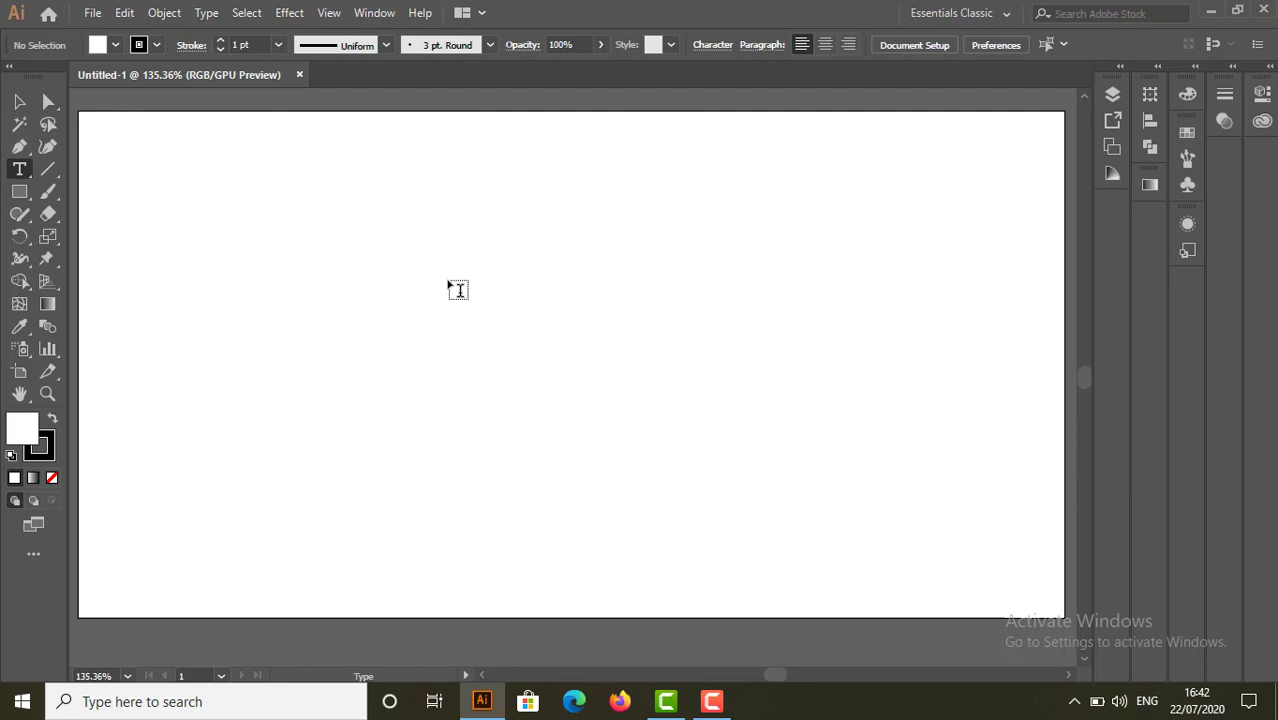 Ai File Edit Object Type Select Effect View Window Help Essentials Classic Search Adobe Stock
No Selection Stroke: 1 pt Uniform 3 pt. Round Opacity: 100% Style: Character Paragraph: Document Setup Preferences
Untitled-1 @ 135.36% (RGB/GPU Preview)
T
Activate Windows
Go to Settings to activate Windows.
135.36% 1 Type
Type here to search Ai ENG 16:42
22/07/2020